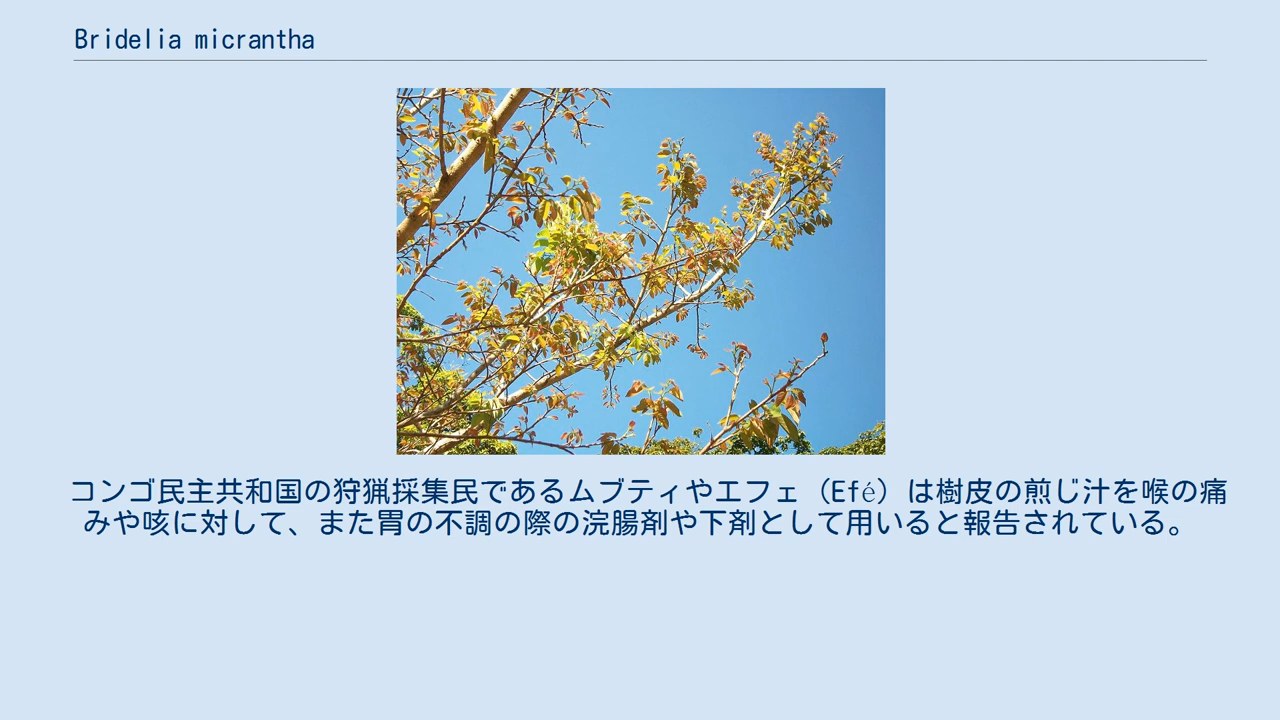 Bridelia micrantha
コンゴ民主共和国の狩猟採集民であるムブティやエフェ（Efé）は樹皮の煎じ汁を喉の痛
みや咳に対して、また胃の不調の際の浣腸剤や下剤として用いると報告されている。